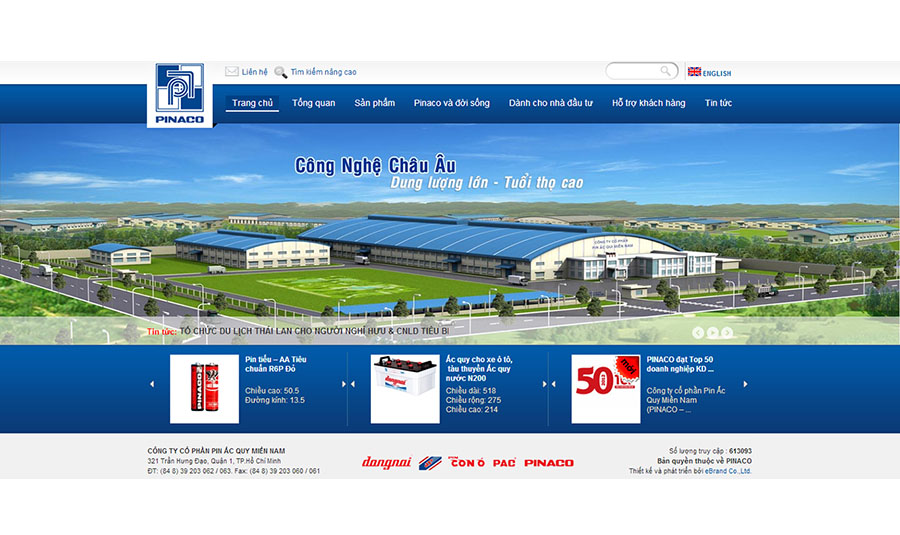 PINACO
Liên hệ
Tìm kiếm nâng cao
ENGLISH
Trang chủ
Tổng quan
Sản phẩm
Pinaco và đời sống
Dành cho nhà đầu tư
Hỗ trợ khách hàng
Tin tức
Công Nghệ Châu Âu
Dung lượng lớn - Tuổi thọ cao
CÔNG TY CỔ PHẦN
PIN ẮC QUI MIỀN NAM
Tin tức: TỔ CHỨC DU LỊCH THÁI LAN CHO NGƯỜI NGHỈ HƯU & CNLD TIÊU BI
PINACO
Pin tiểu – AA Tiêu
chuẩn R6P Đỏ
Chiều cao: 50.5
Đường kính: 13.5
dongnai
Ắc quy cho xe ô tô,
tàu thuyền Ắc quy
nước N200
Chiều dài: 518
Chiều rộng: 275
Chiều cao: 214
50
TOP
mới
PINACO đạt Top 50
doanh nghiệp KD ...
Công ty cổ phần Pin Ắc
Quy Miền Nam
(PINACO – ...
CÔNG TY CỔ PHẦN PIN ẮC QUY MIỀN NAM
321 Trần Hưng Đạo, Quận 1, TP.Hồ Chí Minh
ĐT: (84 8) 39 203 062 / 063. Fax: (84 8) 39 203 060 / 061
dongnai
CON Ó
PAC
PINACO
Số lượng truy cập : 613093
Bản quyền thuộc về PINACO
Thiết kế và phát triển bởi eBrand Co.,Ltd.